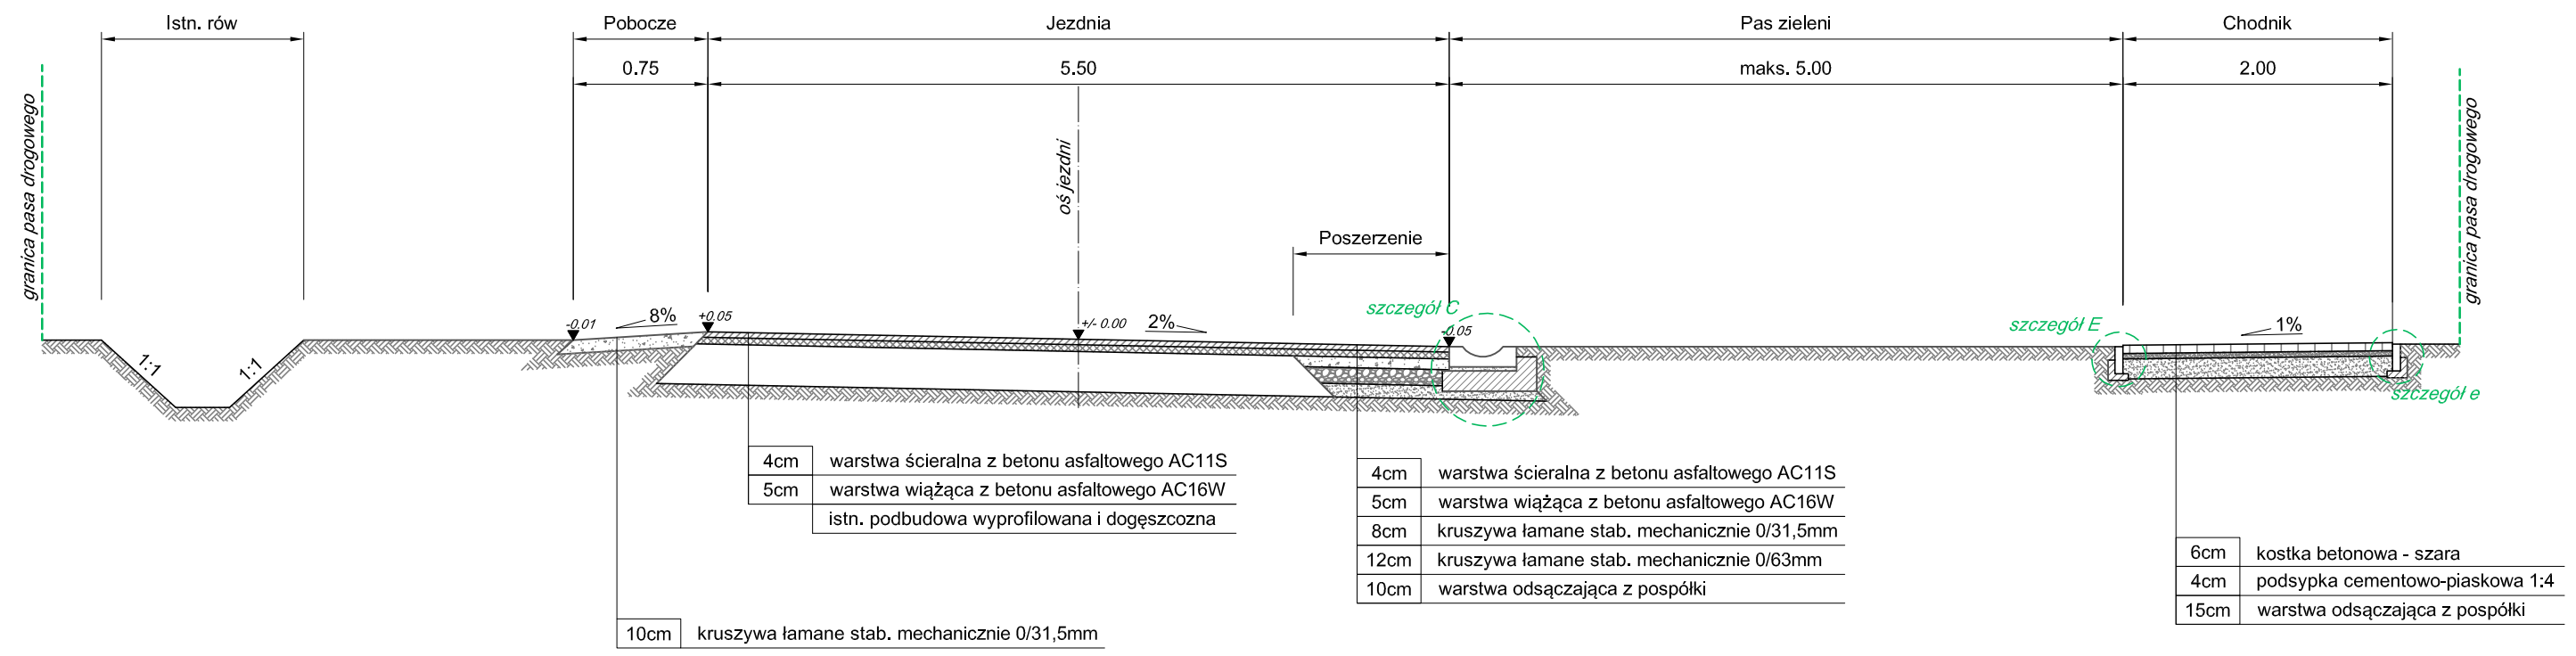 Istn. rów
Pobocze
Jezdnia
Pas zieleni
Chodnik
0.75
5.50
maks. 5.00
2.00
granica pasa drogowego
oś jezdni
granica pasa drogowego
Poszerzenie
szczegół C
szczegół E
szczegół e
1:1
1:1
-0.01
8%
+0.05
+/- 0.00
2%
-0.05
1%
4cm warstwa ścieralna z betonu asfaltowego AC11S
5cm warstwa wiążąca z betonu asfaltowego AC16W
istn. podbudowa wyprofilowana i dogęszcozna
4cm warstwa ścieralna z betonu asfaltowego AC11S
5cm warstwa wiążąca z betonu asfaltowego AC16W
8cm kruszywa łamane stab. mechanicznie 0/31,5mm
12cm kruszywa łamane stab. mechanicznie 0/63mm
10cm warstwa odsączająca z pospółki
6cm kostka betonowa - szara
4cm podsypka cementowo-piaskowa 1:4
15cm warstwa odsączająca z pospółki
10cm kruszywa łamane stab. mechanicznie 0/31,5mm